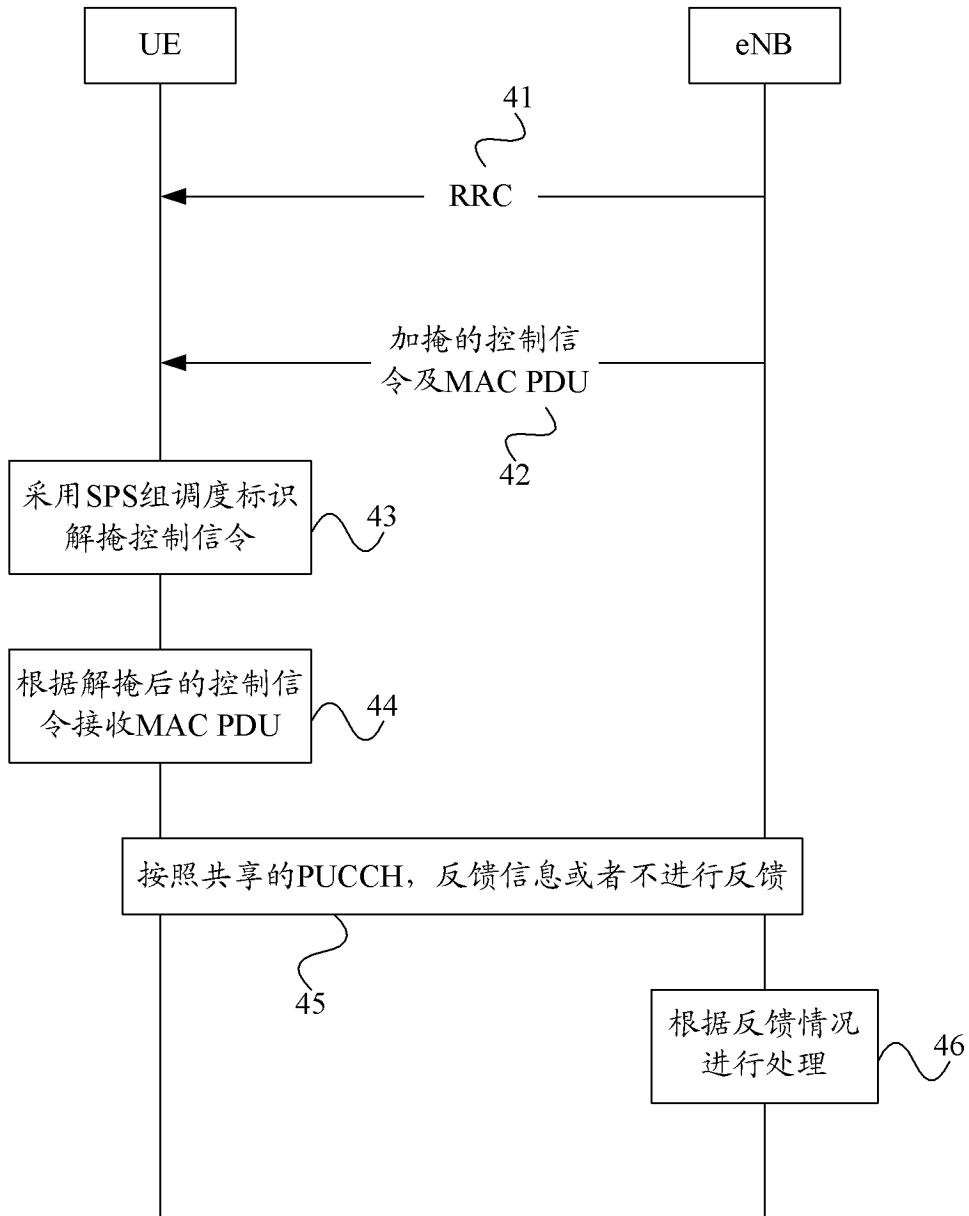 UE
eNB
41
RRC
加掩的控制信
令及MAC PDU
42
采用SPS组调度标识
解掩控制信令
43
根据解掩后的控制信
令接收MAC PDU
44
按照共享的PUCCH，反馈信息或者不进行反馈
45
根据反馈情况
进行处理
46